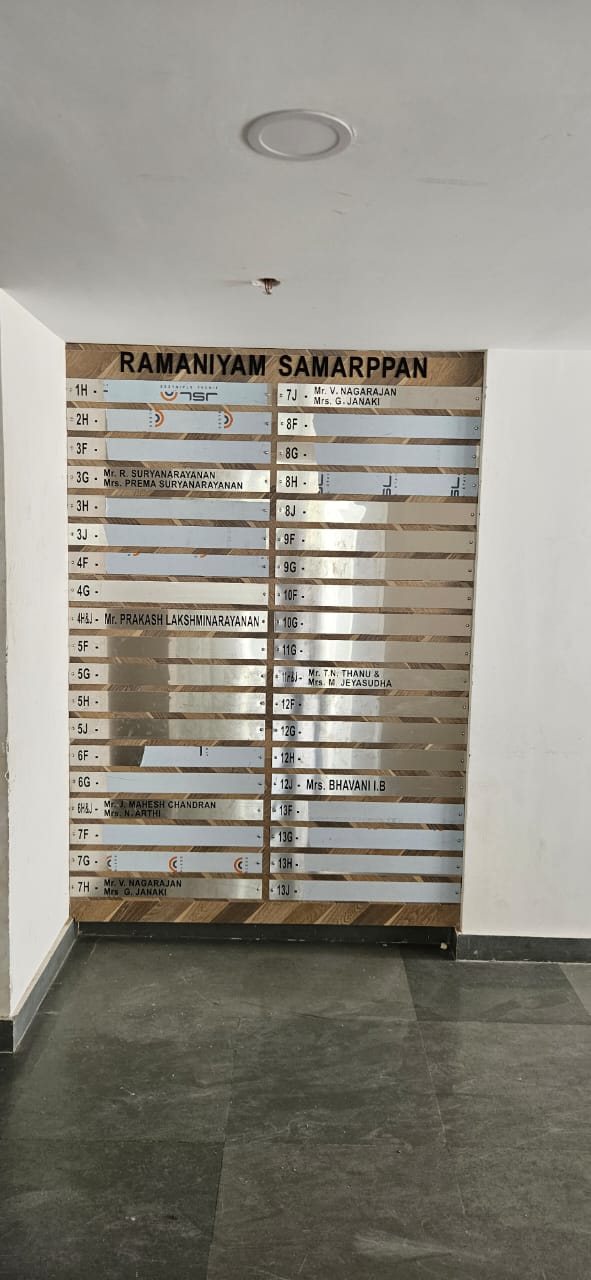 RAMANIYAM SAMARPPAN
1H -
JSL
2H -
3F -
3G - Mr. R. SURYANARAYANAN
Mrs. PREMA SURYANARAYANAN
3H -
3J -
4F -
4G -
4H&J - Mr. PRAKASH LAKSHMINARAYANAN
5F -
5G -
5H -
5J -
6F -
6G -
6H&J - Mr. J. MAHESH CHANDRAN
Mrs. N. ARTHI
7F -
7G -
7H - Mr. V. NAGARAJAN
Mrs. G. JANAKI
7J - Mr. V. NAGARAJAN
Mrs. G. JANAKI
8F -
8G -
8H -
8J -
9F -
9G -
10F -
10G -
11G -
11H&J - Mr. T.N. THANU &
Mrs. M. JEYASUDHA
12F -
12G -
12H -
12J - Mrs. BHAVANI I.B
13F -
13G -
13H -
13J -